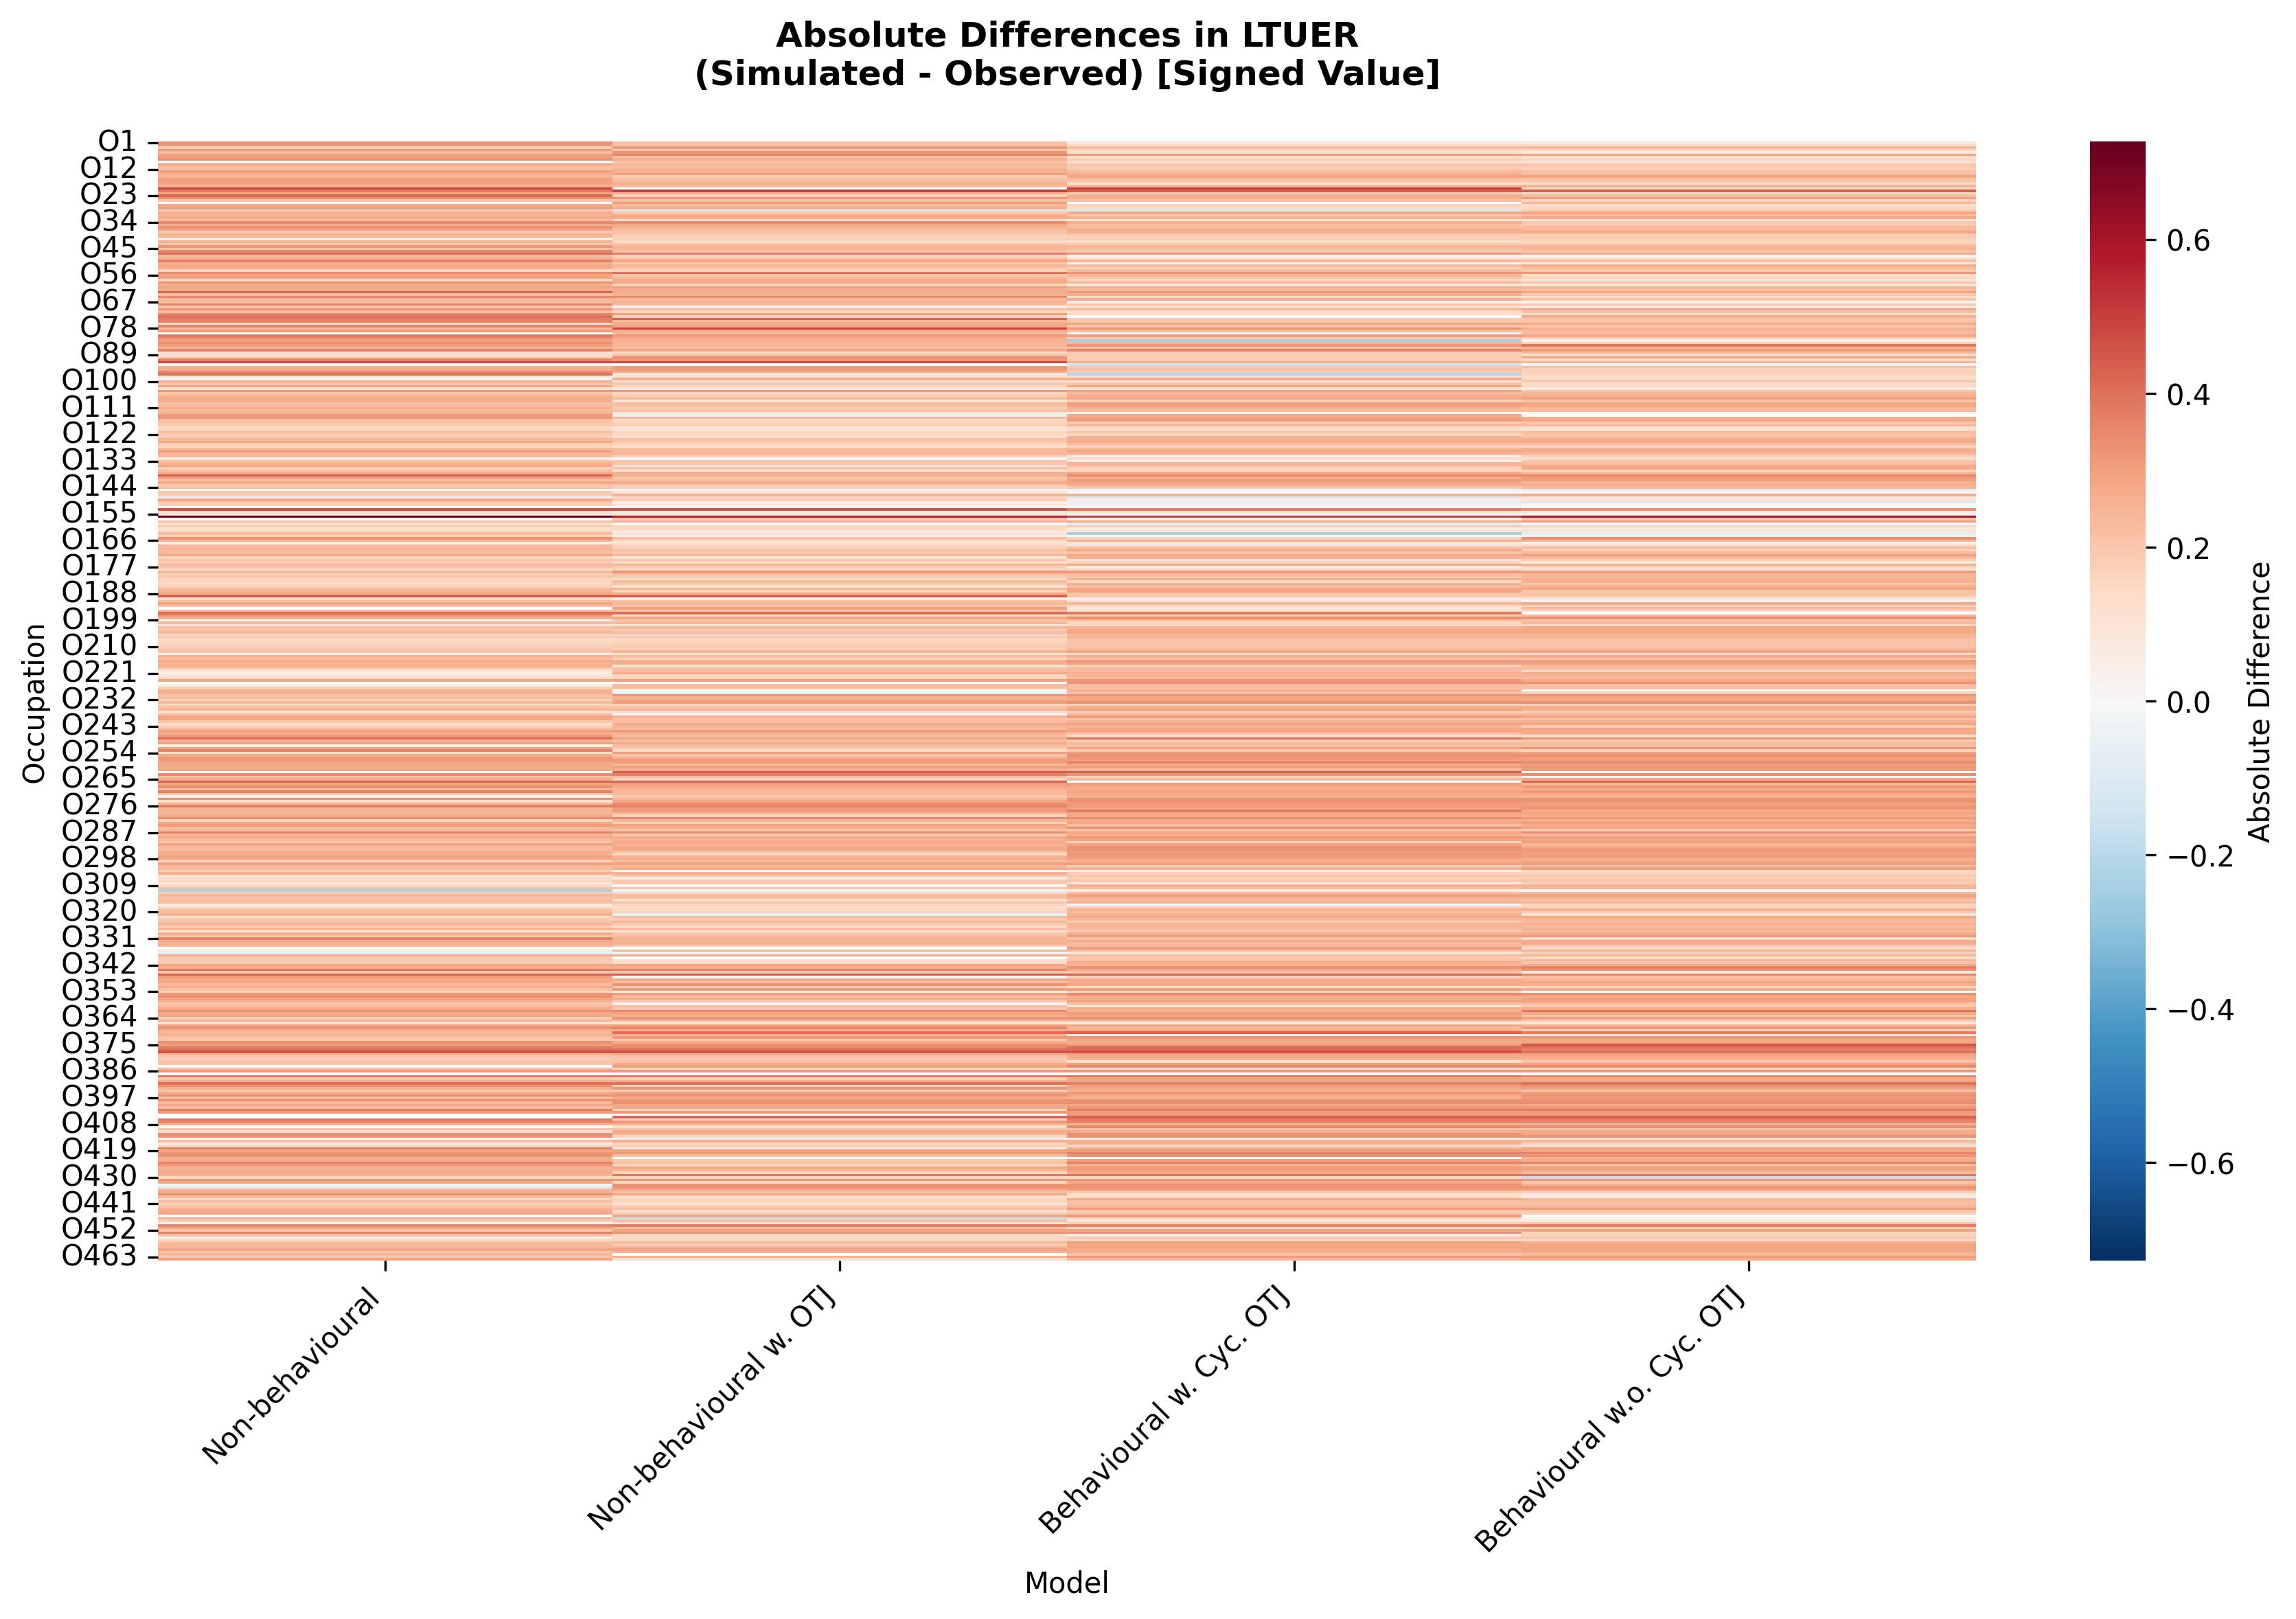 Absolute Differences in LTUER
(Simulated - Observed) [Signed Value]
Occupation
O1
O12
O23
O34
O45
O56
O67
O78
O89
O100
O111
O122
O133
O144
O155
O166
O177
O188
O199
O210
O221
O232
O243
O254
O265
O276
O287
O298
O309
O320
O331
O342
O353
O364
O375
O386
O397
O408
O419
O430
O441
O452
O463
Non-behavioural
Non-behavioural w. OTJ
Behavioural w. Cyc. OTJ
Behavioural w.o. Cyc. OTJ
Model
0.6
0.4
0.2
0.0
−0.2
−0.4
−0.6
Absolute Difference